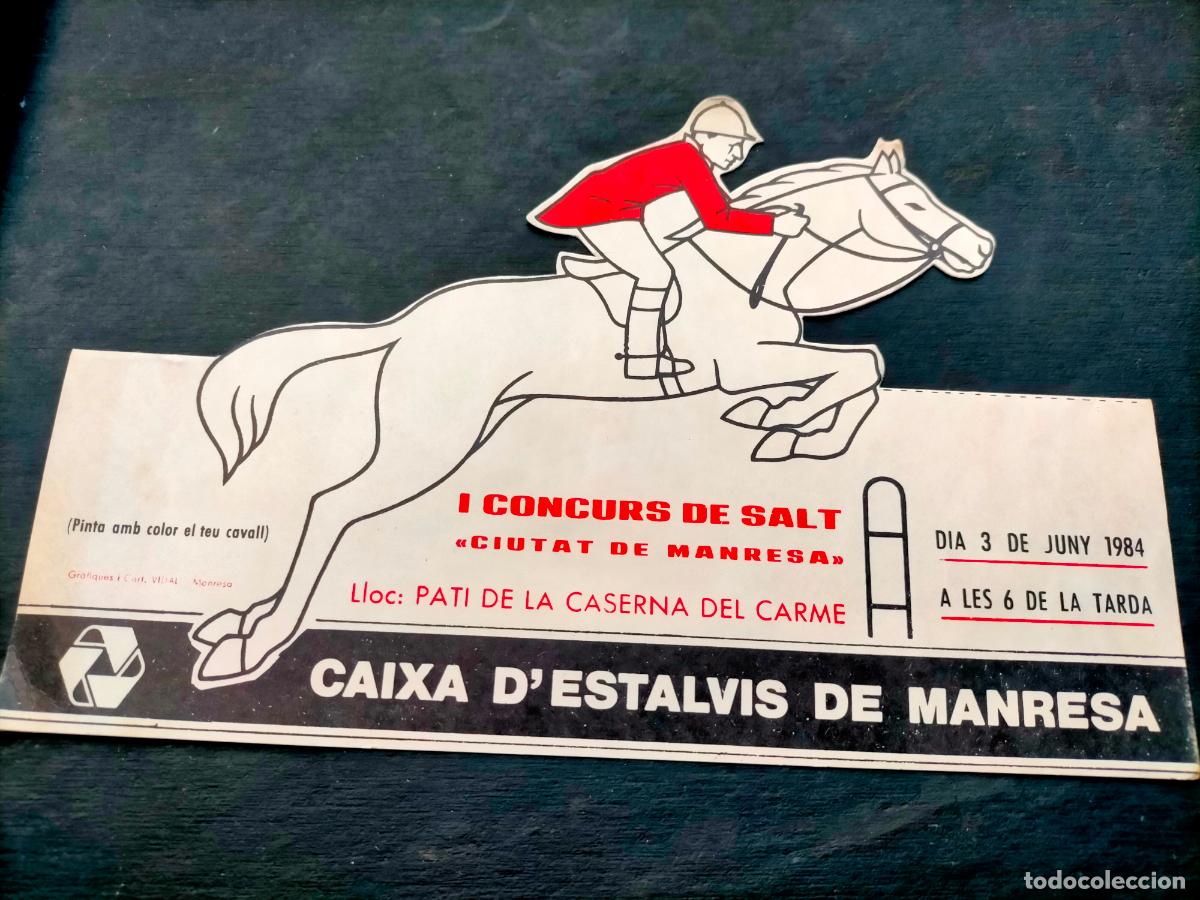 I CONCURS DE SALT
«CIUTAT DE MANRESA»
Lloc: PATI DE LA CASERNA DEL CARME
DIA 3 DE JUNY 1984
A LES 6 DE LA TARDA
(Pinta amb color el teu cavall)
Gràfiques i Cart. VIDAL - Manresa
CAIXA D'ESTALVIS DE MANRESA
todocoleccion